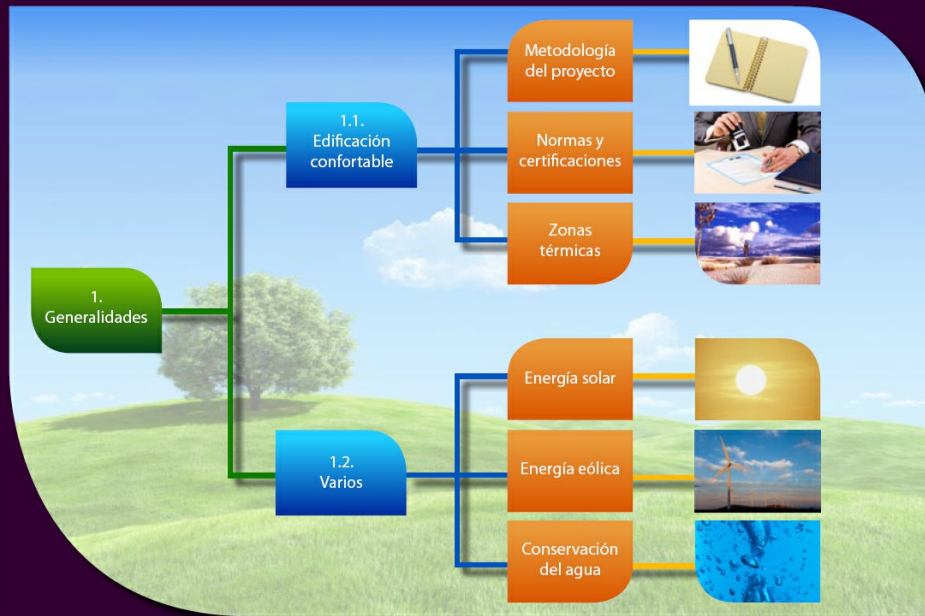 1.
Generalidades
1.1.
Edificación
confortable
Metodología
del proyecto
Normas y
certificaciones
Zonas
térmicas
1.2.
Varios
Energía solar
Energía eólica
Conservación
del agua